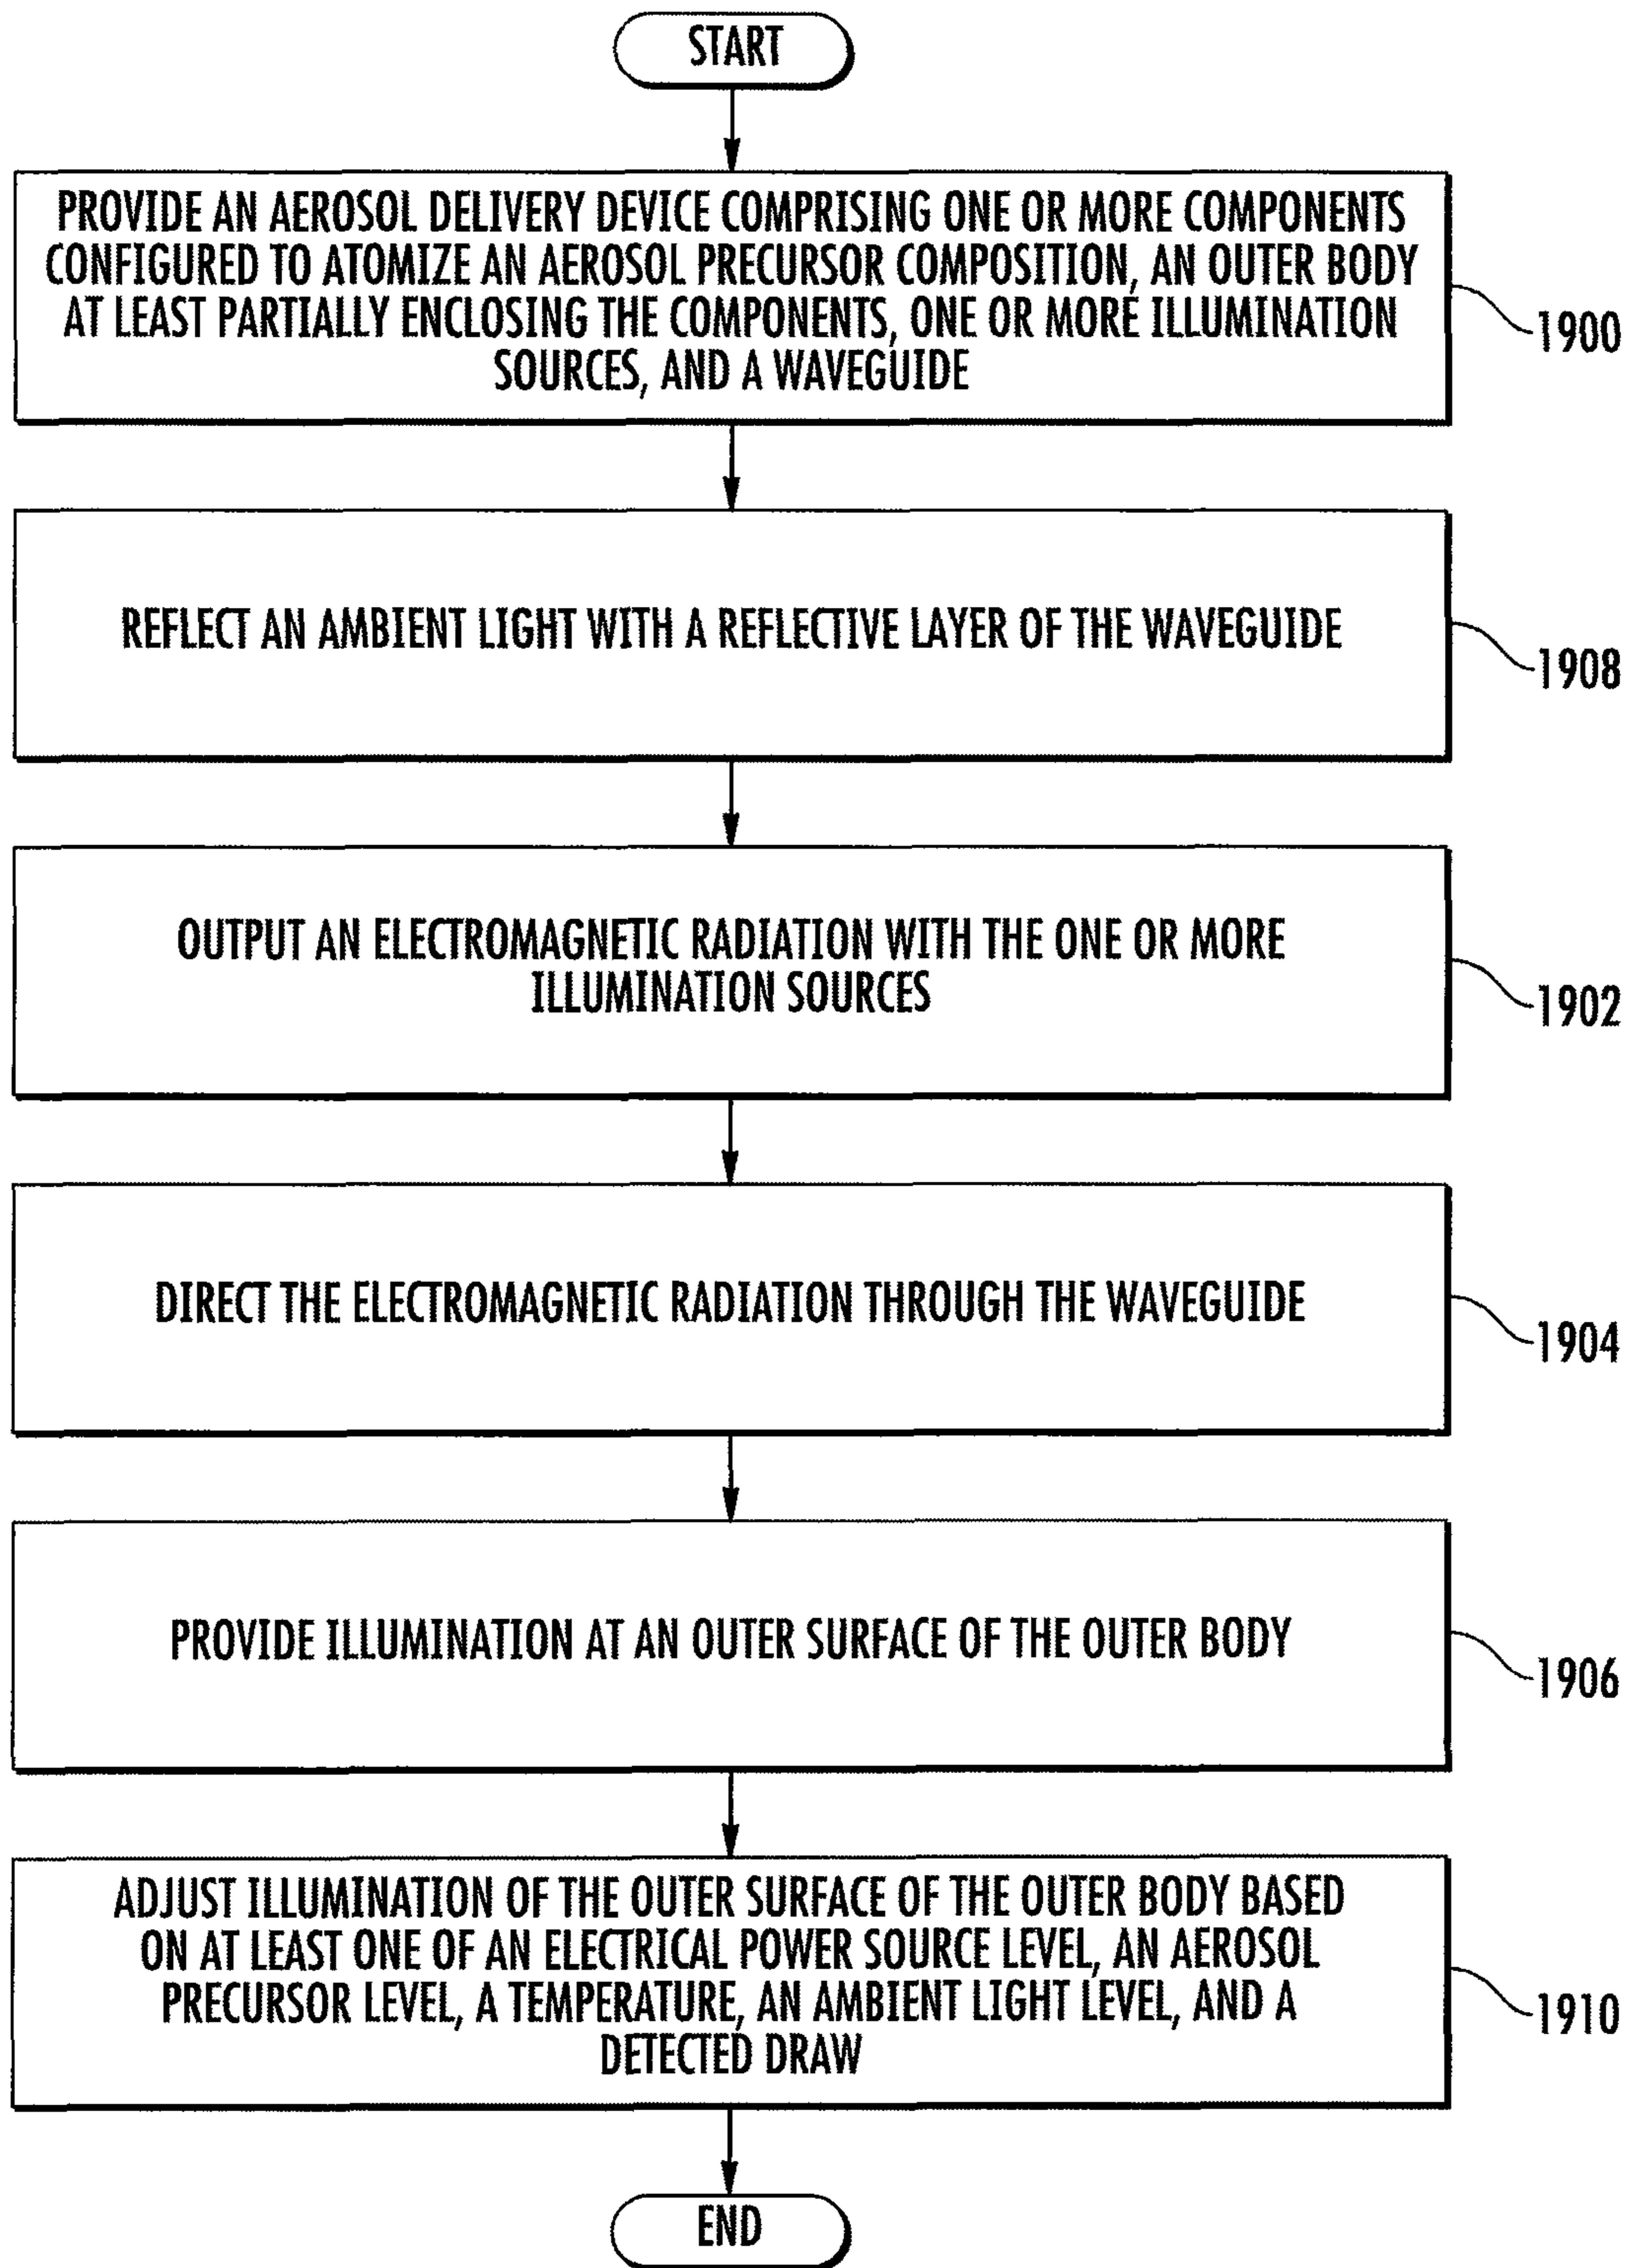 START
PROVIDE AN AEROSOL DELIVERY DEVICE COMPRISING ONE OR MORE COMPONENTS
CONFIGURED TO ATOMIZE AN AEROSOL PRECURSOR COMPOSITION, AN OUTER BODY
AT LEAST PARTIALLY ENCLOSING THE COMPONENTS, ONE OR MORE ILLUMINATION
SOURCES, AND A WAVEGUIDE
1900
REFLECT AN AMBIENT LIGHT WITH A REFLECTIVE LAYER OF THE WAVEGUIDE
1908
OUTPUT AN ELECTROMAGNETIC RADIATION WITH THE ONE OR MORE
ILLUMINATION SOURCES
1902
DIRECT THE ELECTROMAGNETIC RADIATION THROUGH THE WAVEGUIDE
1904
PROVIDE ILLUMINATION AT AN OUTER SURFACE OF THE OUTER BODY
1906
ADJUST ILLUMINATION OF THE OUTER SURFACE OF THE OUTER BODY BASED
ON AT LEAST ONE OF AN ELECTRICAL POWER SOURCE LEVEL, AN AEROSOL
PRECURSOR LEVEL, A TEMPERATURE, AN AMBIENT LIGHT LEVEL, AND A
DETECTED DRAW
1910
END